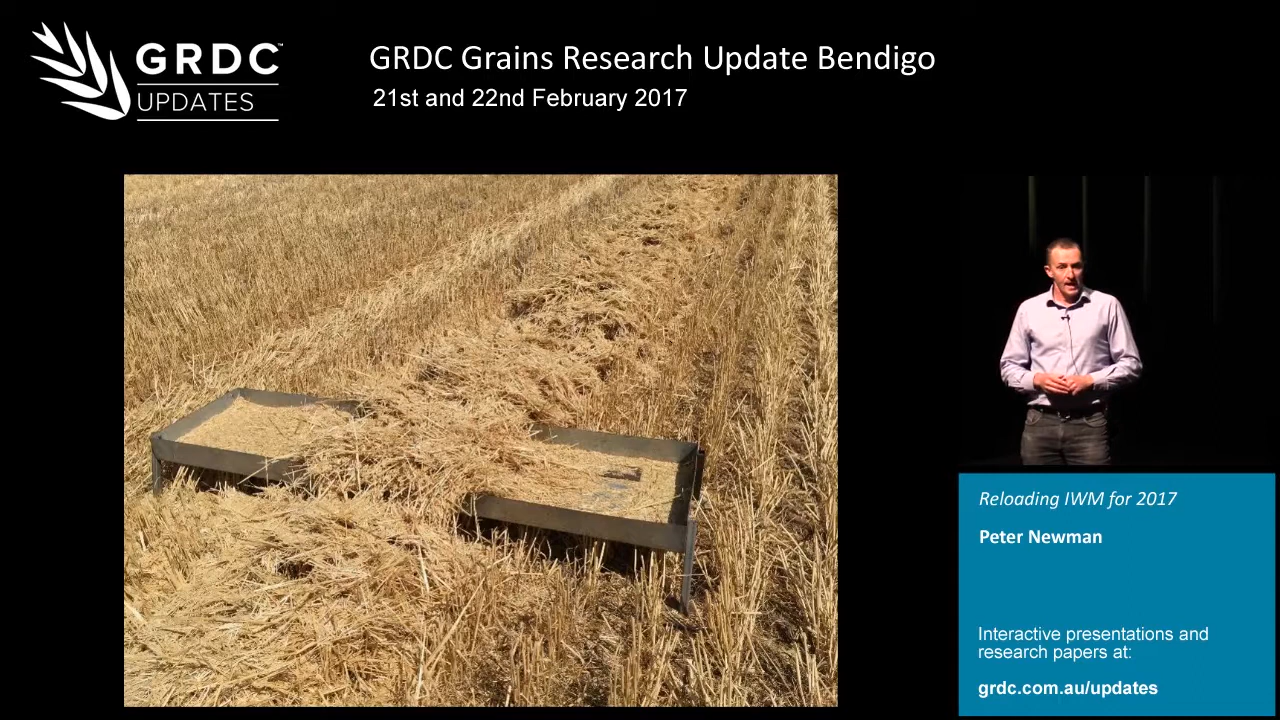 GRDC™
UPDATES
GRDC Grains Research Update Bendigo
21st and 22nd February 2017
Reloading IWM for 2017
Peter Newman
Interactive presentations and
research papers at:
grdc.com.au/updates